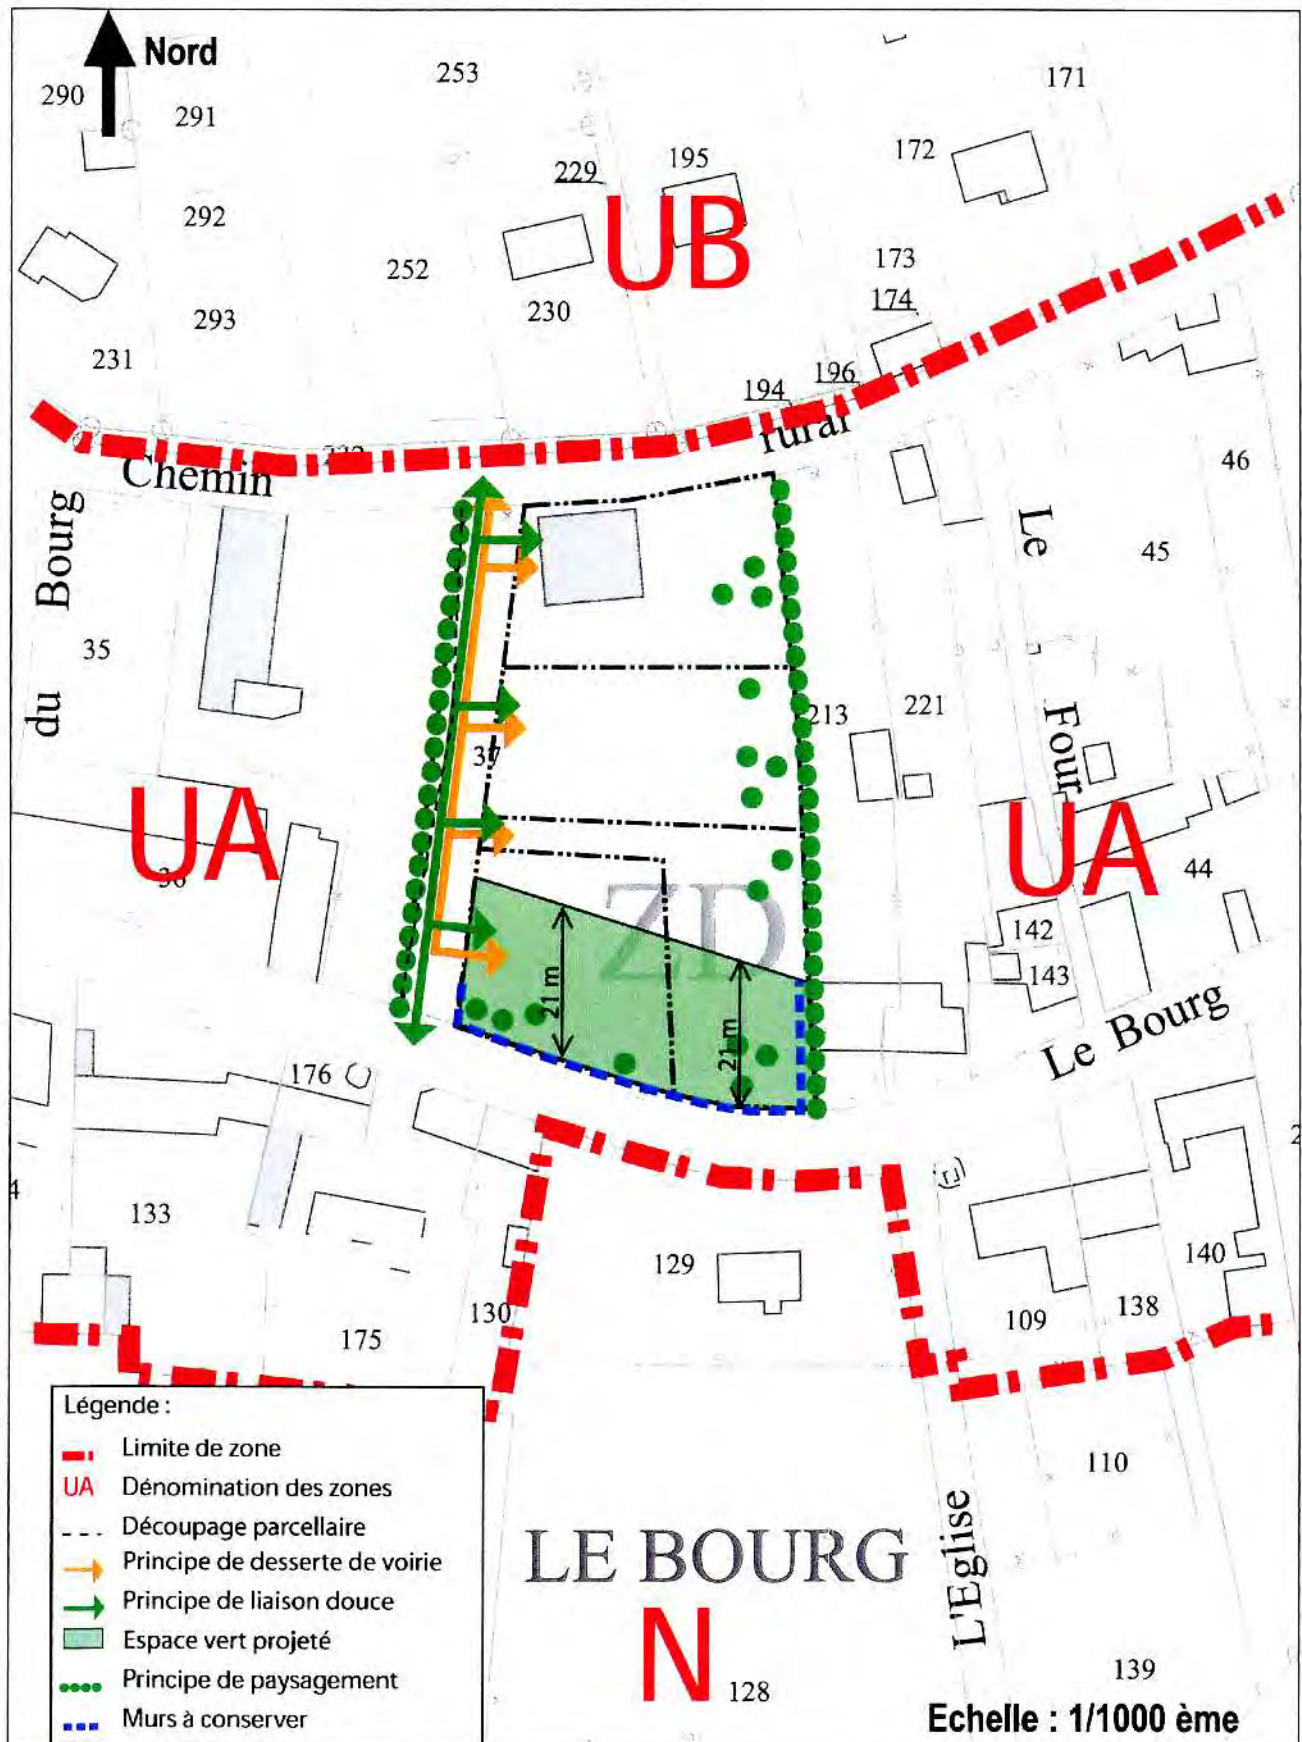 Nord
253
171
290
291
195
172
229
UB
292
252
230
173
174
293
231
196
194
rural
Chemin
46
Le
du Bourg
45
35
213
221
Four
37
UA
UA
36
44
ZD
142
143
21 m
21 m
Le Bourg
176
4
133
129
140
130
109
138
175
Légende :
Limite de zone
UA Dénomination des zones
Découpage parcellaire
Principe de desserte de voirie
Principe de liaison douce
Espace vert projeté
Principe de paysagement
Murs à conserver
110
LE BOURG
L'Eglise
N
128
139
Echelle : 1/1000 ème